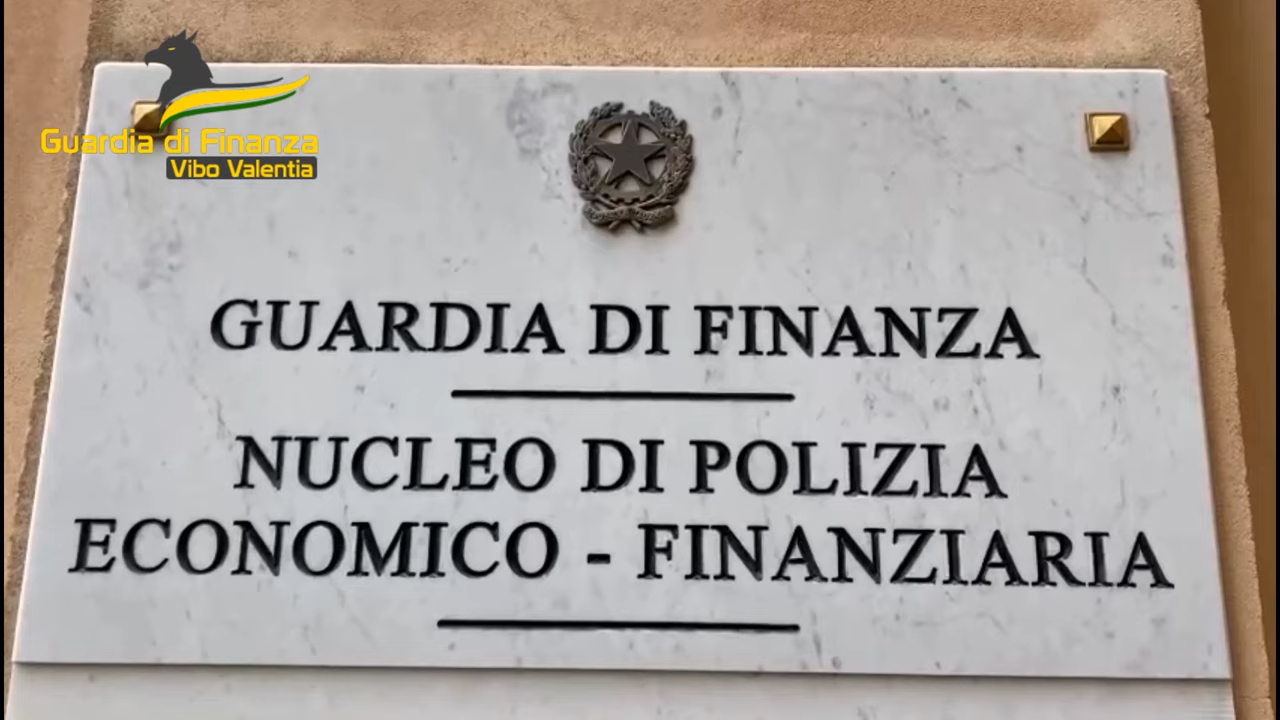 Guardia di Finanza
Vibo Valentia
GUARDIA DI FINANZA
NUCLEO DI POLIZIA
ECONOMICO - FINANZIARIA